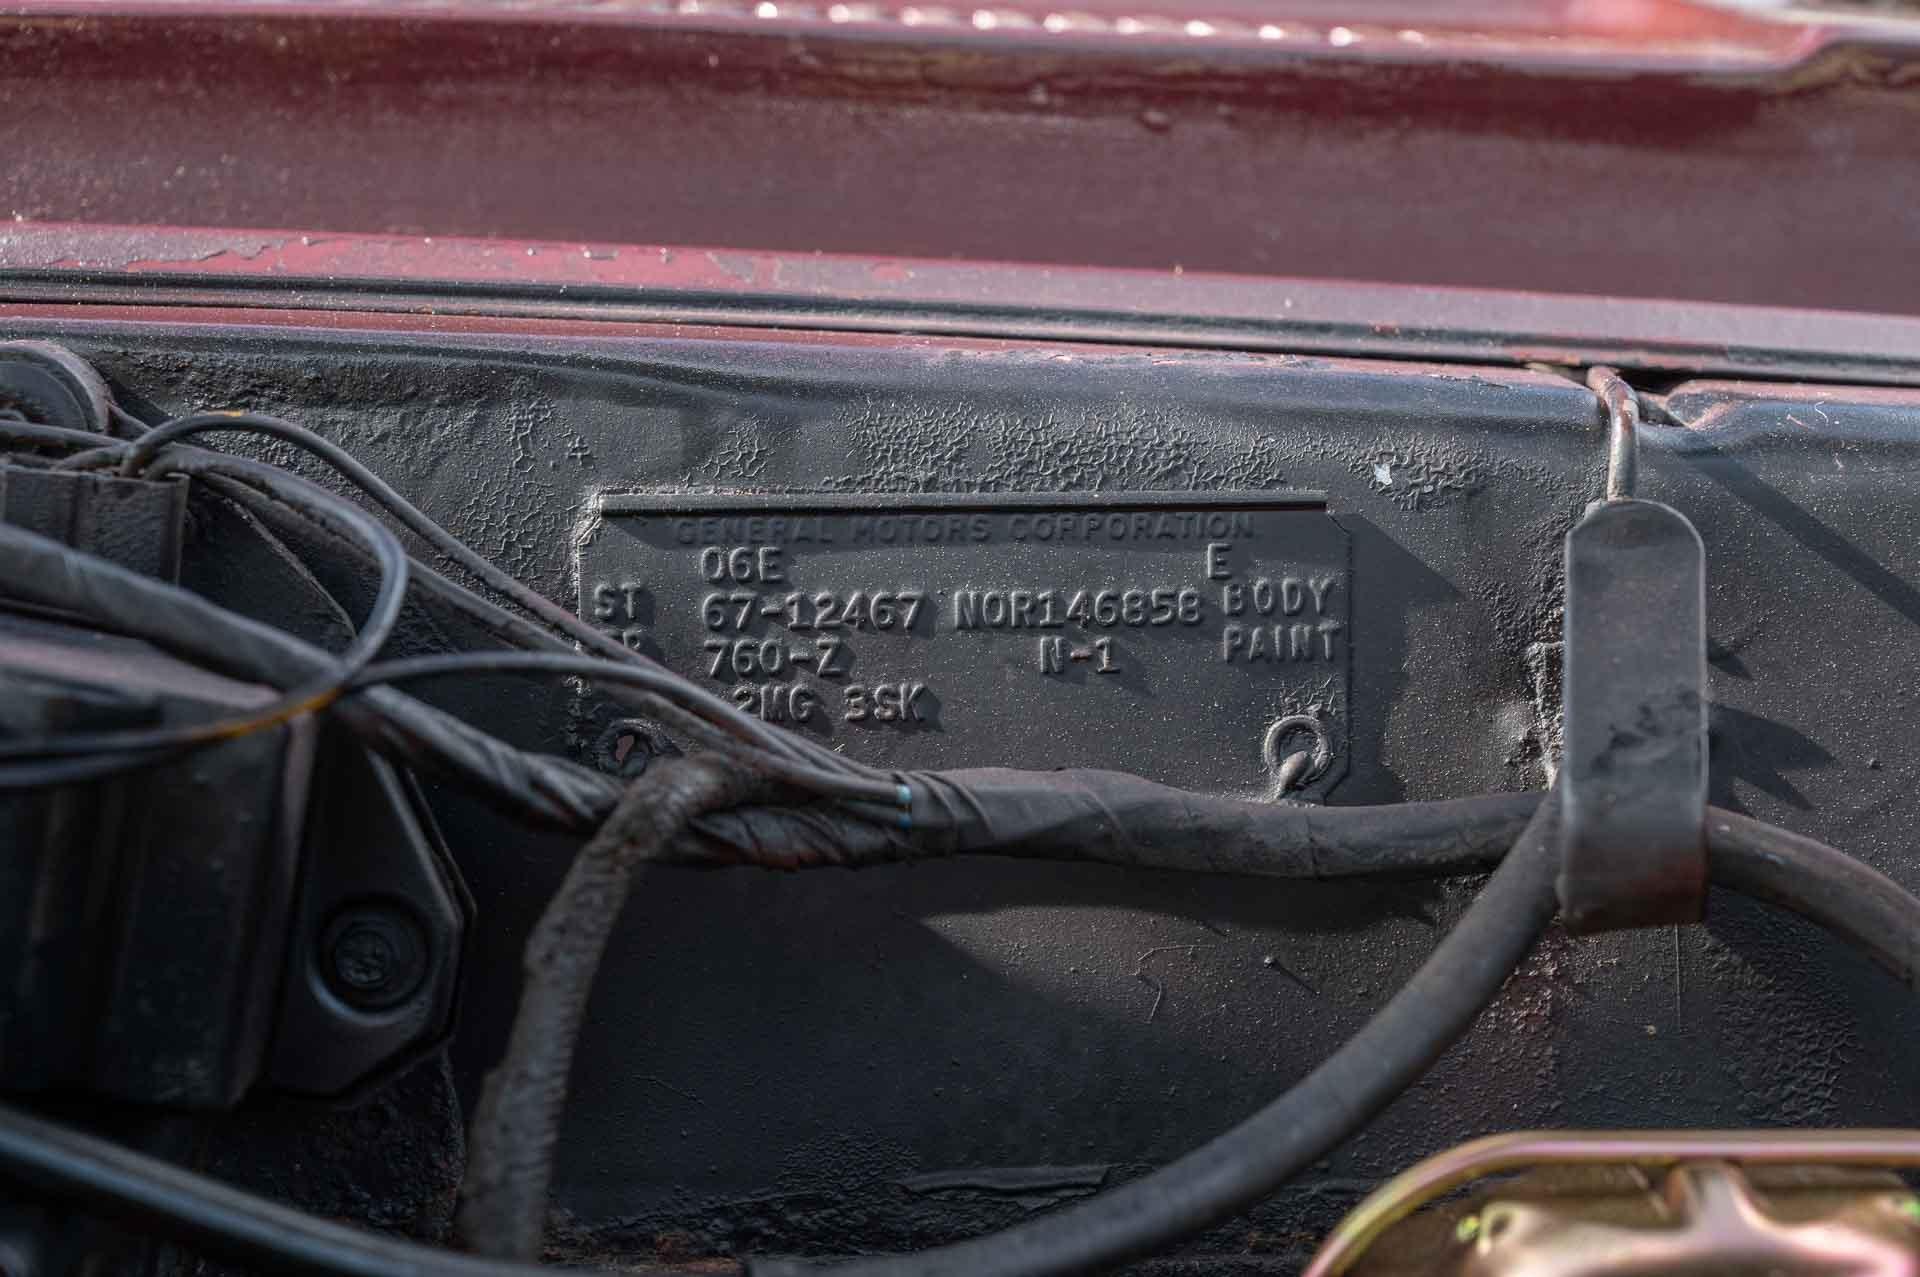 GENERAL MOTORS CORPORATION
06E E
ST 67-12467 NOR146858 BODY
760-Z N-1 PAINT
2MG 3SK